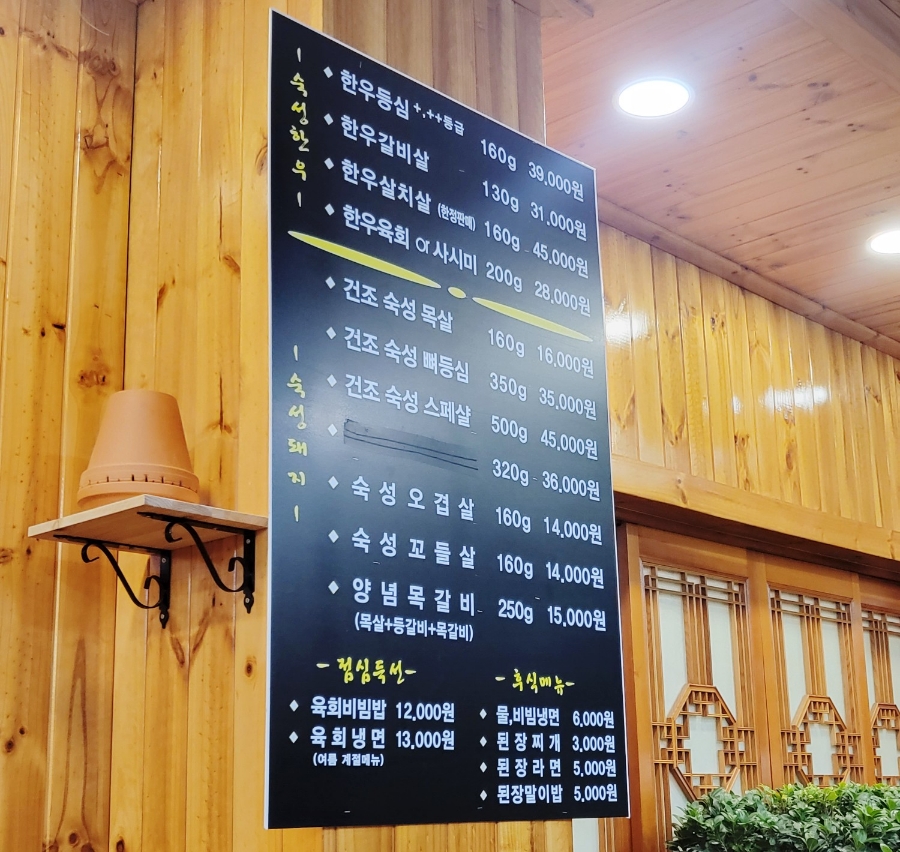 숙성한우
한우등심 +,++등급 160g 39,000원
한우갈비살 130g 31,000원
한우살치살 (한정판매) 160g 45,000원
한우육회 or 사시미 200g 28,000원
숙성돼지
건조 숙성 목살 160g 16,000원
건조 숙성 뼈등심 350g 35,000원
건조 숙성 스페샬 500g 45,000원
320g 36,000원
숙성오겹살 160g 14,000원
숙성꼬들살 160g 14,000원
양념목갈비 250g 15,000원
(목살+등갈비+목갈비)
-점심특선-
육회비빔밥 12,000원
육회냉면 13,000원
(여름 계절메뉴)
-후식메뉴-
물,비빔냉면 6,000원
된장찌개 3,000원
된장라면 5,000원
된장말이밥 5,000원